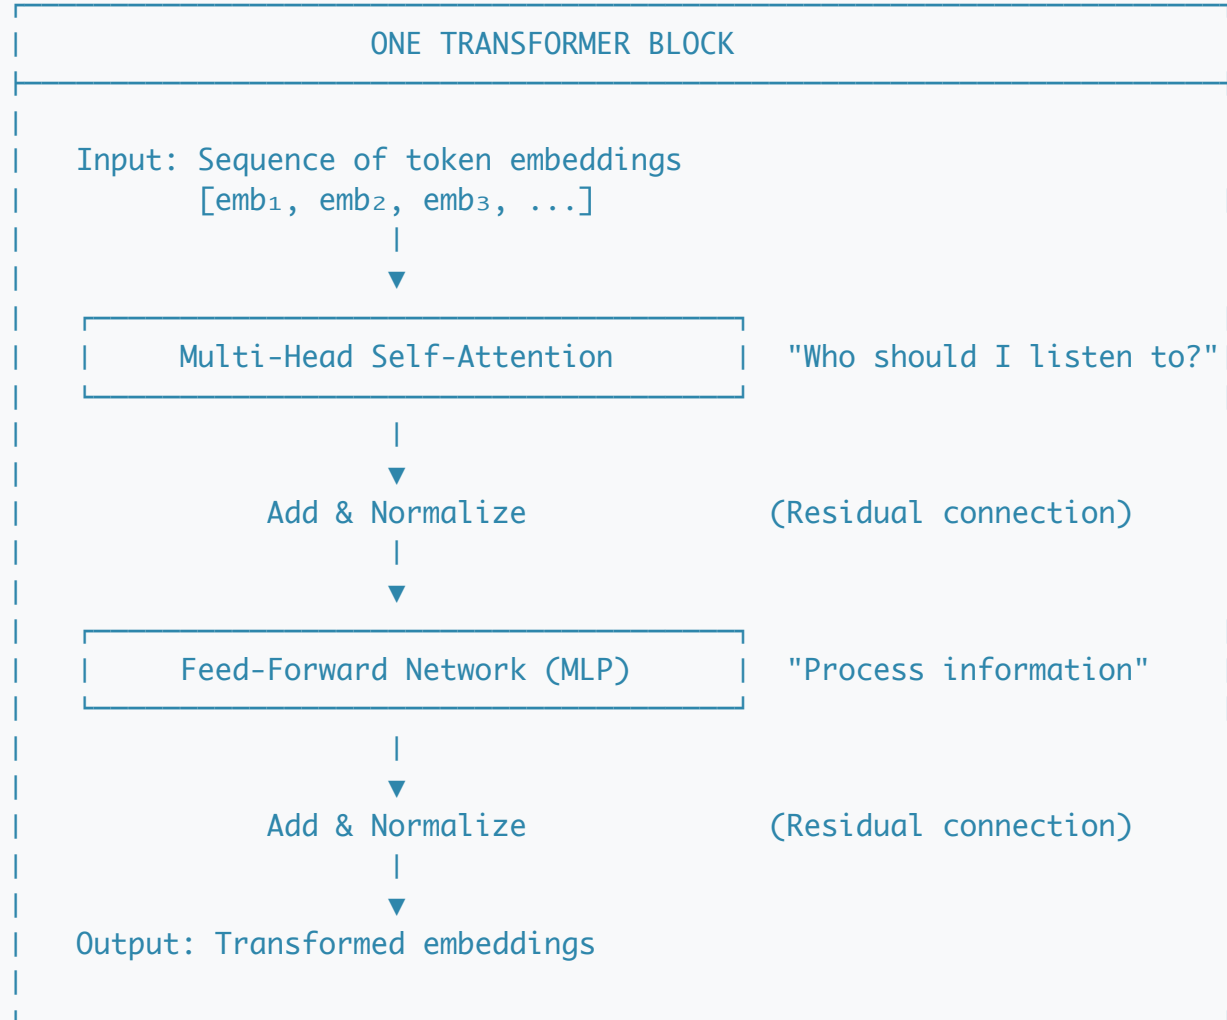 ONE TRANSFORMER BLOCK
Input: Sequence of token embeddings
[emb₁, emb₂, emb₃, ...]
Multi-Head Self-Attention "Who should I listen to?"
Add & Normalize (Residual connection)
Feed-Forward Network (MLP) "Process information"
Add & Normalize (Residual connection)
Output: Transformed embeddings